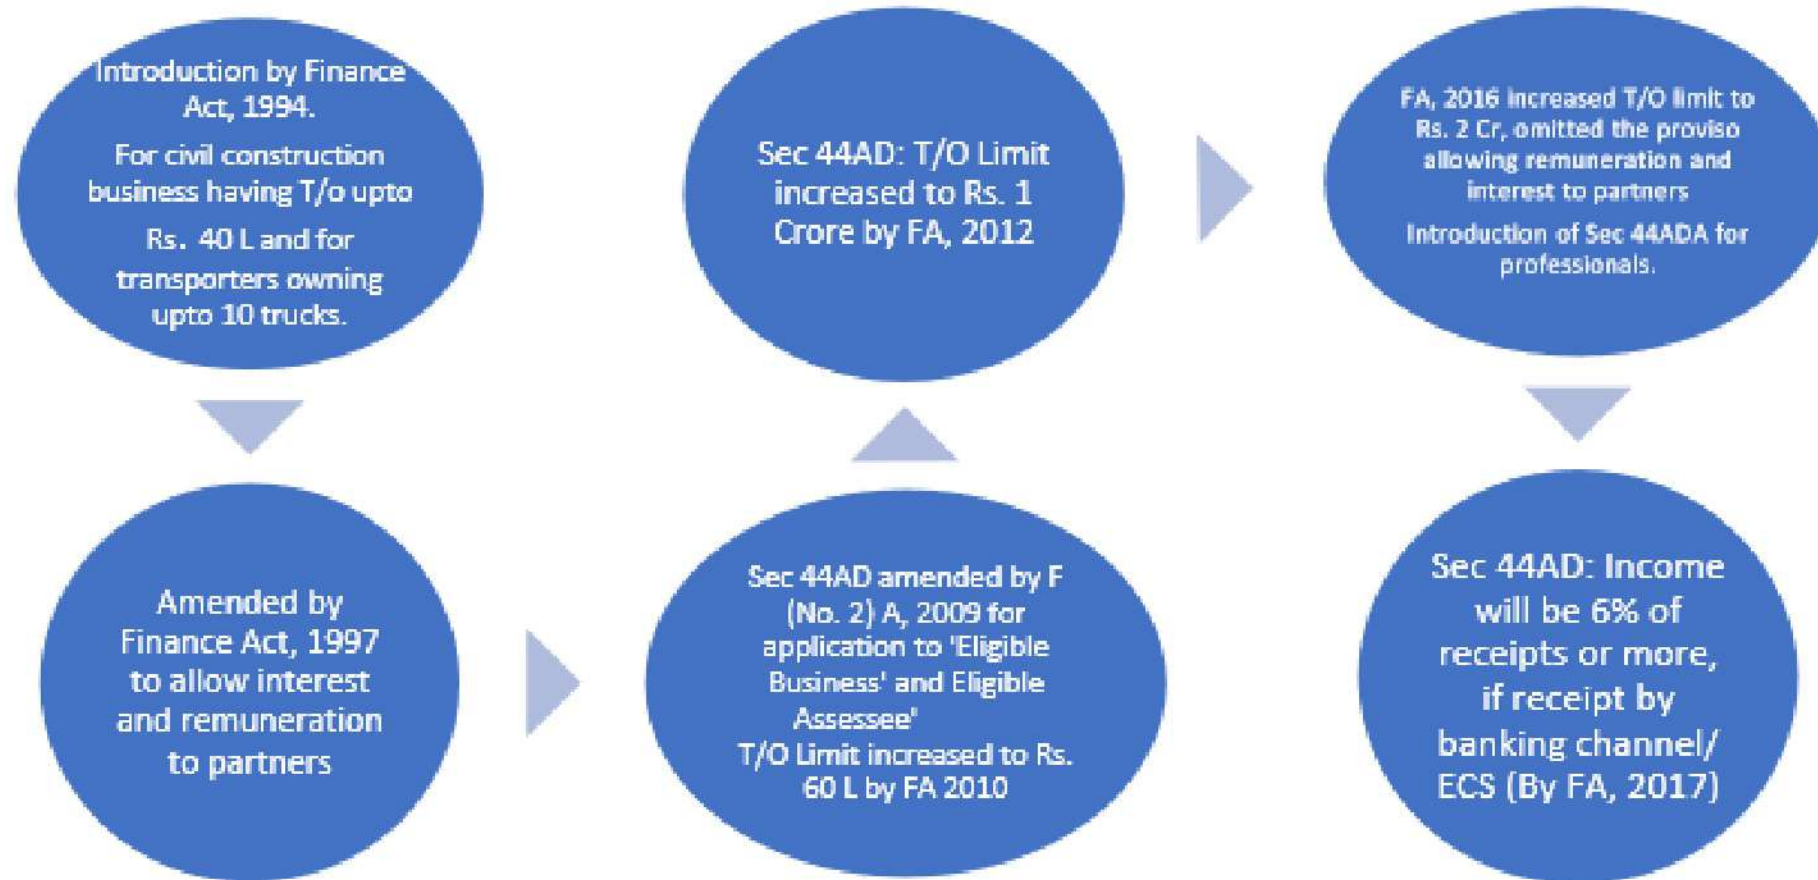 Introduction by Finance
Act, 1994.
For civil construction
business having T/o upto
Rs. 40 L and for
transporters owning
upto 10 trucks.
Amended by
Finance Act, 1997
to allow interest
and remuneration
to partners
Sec 44AD amended by F
(No. 2) A, 2009 for
application to 'Eligible
Business' and Eligible
Assessee'
T/O Limit increased to Rs.
60 L by FA 2010
Sec 44AD: T/O Limit
increased to Rs. 1
Crore by FA, 2012
FA, 2016 increased T/O limit to
Rs. 2 Cr, omitted the proviso
allowing remuneration and
interest to partners
Introduction of Sec 44ADA for
professionals.
Sec 44AD: Income
will be 6% of
receipts or more,
if receipt by
banking channel/
ECS (By FA, 2017)